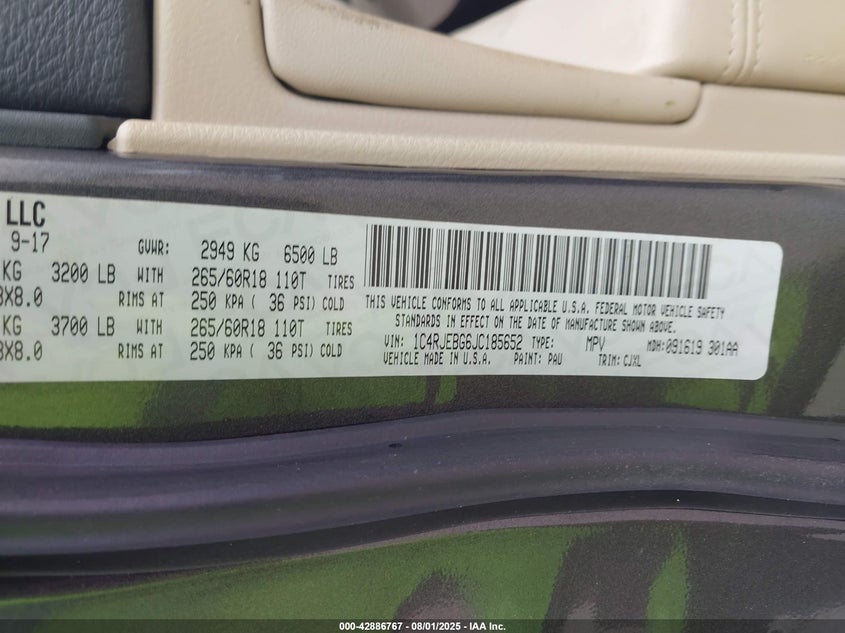 LLC
9-17 GVWR: 2949 KG 6500 LB
KG 3200 LB WITH 265/60R18 110T TIRES
8X8.0 RIMS AT 250 KPA ( 36 PSI) COLD
KG 3700 LB WITH 265/60R18 110T TIRES
8X8.0 RIMS AT 250 KPA ( 36 PSI) COLD
THIS VEHICLE CONFORMS TO ALL APPLICABLE U.S.A. FEDERAL MOTOR VEHICLE SAFETY
STANDARDS IN EFFECT ON THE DATE OF MANUFACTURE SHOWN ABOVE.
VIN: 1C4RJEBG6JC185652 TYPE: MPV MDH: 091619 301AA
VEHICLE MADE IN U.S.A. PAINT: PAU TRIM: CJXL
000-42886767 - 08/01/2025 - IAA Inc.